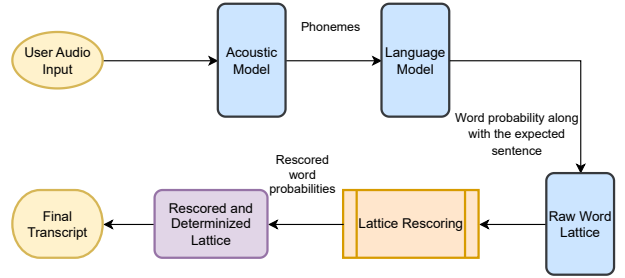 User Audio
Input
Acoustic
Model
Phonemes
Language
Model
Word probability along
with the expected
sentence
Raw Word
Lattice
Lattice Rescoring
Rescored
word
probabilities
Rescored and
Determinized
Lattice
Final
Transcript